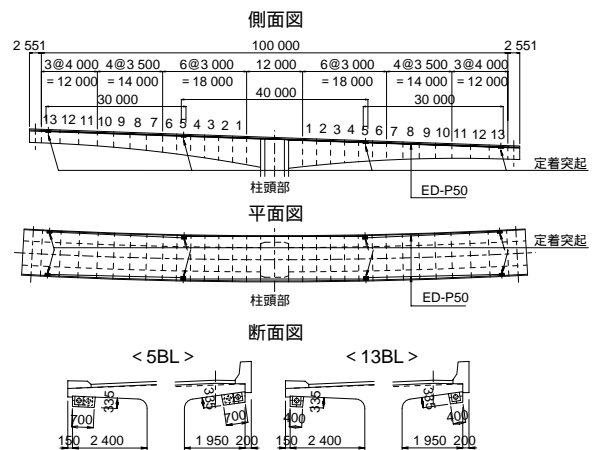 側面図
2 551 100 000 2 551
3@4 000 4@3 500 6@3 000 12 000 6@3 000 4@3 500 3@4 000
= 12 000 = 14 000 = 18 000 = 18 000 = 14 000 = 12 000
30 000 40 000 30 000
13 12 11 10 9 8 7 6 5 4 3 2 1 1 2 3 4 5 6 7 8 9 10 11 12 13
定着突起
柱頭部 ED-P50
平面図
定着突起
柱頭部 ED-P50
断面図
< 5BL > < 13BL >
335 335 335 335
700 700 400 400
150 2 400 1 950 200 150 2 400 1 950 200